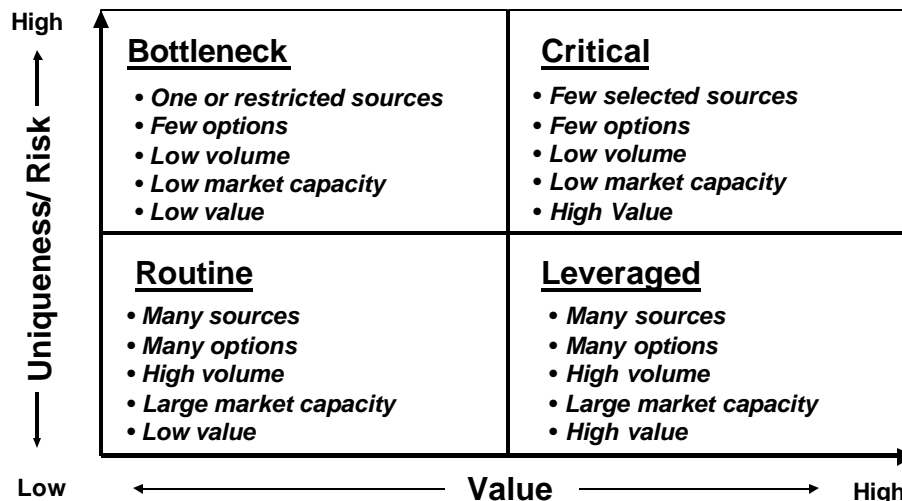 High
Uniqueness/ Risk
Low
Bottleneck
• One or restricted sources
• Few options
• Low volume
• Low market capacity
• Low value
Critical
• Few selected sources
• Few options
• Low volume
• Low market capacity
• High Value
Routine
• Many sources
• Many options
• High volume
• Large market capacity
• Low value
Leveraged
• Many sources
• Many options
• High volume
• Large market capacity
• High value
Value
High